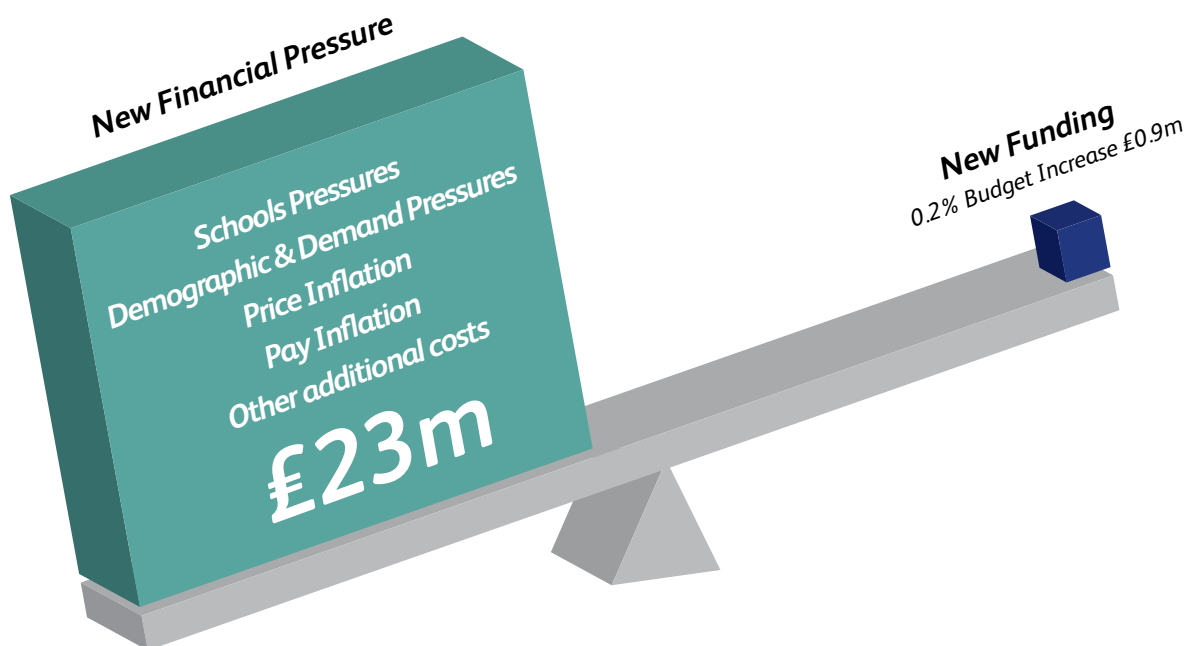 New Financial Pressure
Schools Pressures
Demographic & Demand Pressures
Price Inflation
Pay Inflation
Other additional costs
£23m
New Funding
0.2% Budget Increase £0.9m